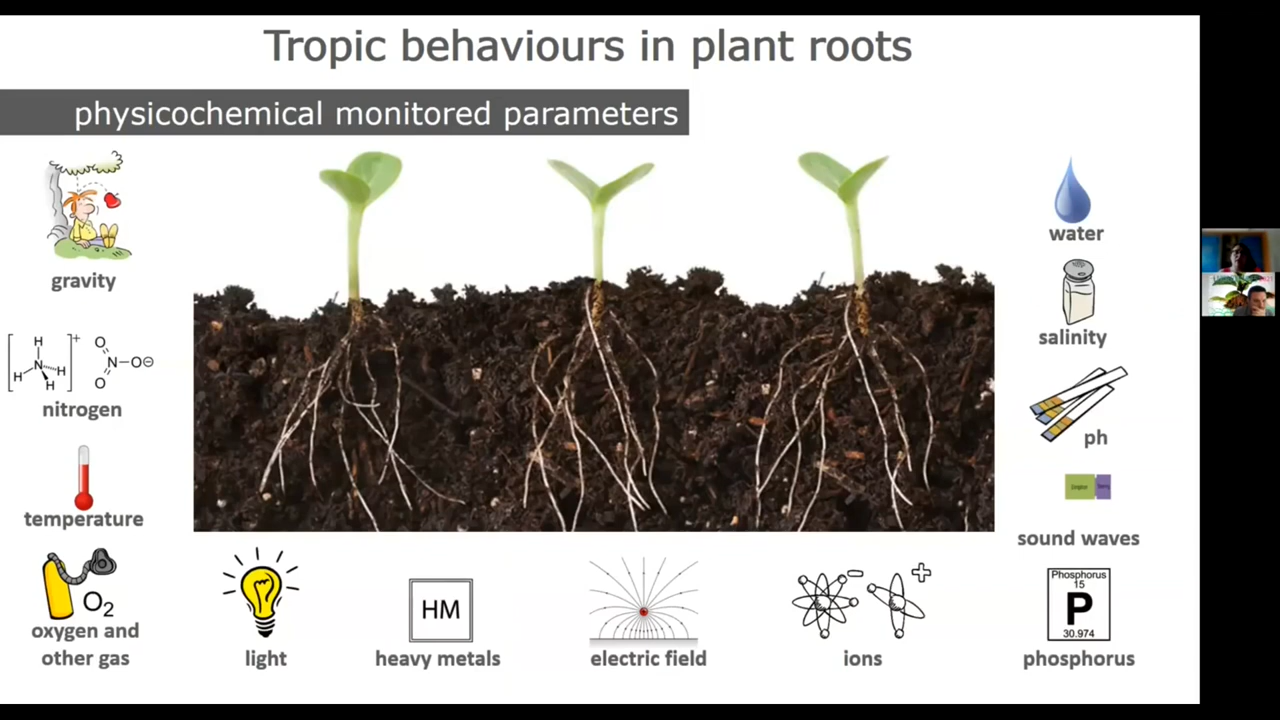 Tropic behaviours in plant roots
physicochemical monitored parameters
gravity
H
H
H
H
N
+
O
O
N
O
nitrogen
temperature
O2
oxygen and
other gas
light
HM
heavy metals
electric field
ions
water
salinity
ph
sound waves
Phosphorus
15
P
30.974
phosphorus